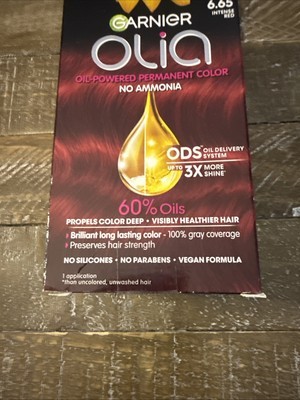 6.65
INTENSE
RED
GARNIER
OLIA
OIL-POWERED PERMANENT COLOR
NO AMMONIA
ODS* OIL DELIVERY
SYSTEM
UP TO 3X MORE
SHINE*
60% Oils
PROPELS COLOR DEEP • VISIBLY HEALTHIER HAIR
Brilliant long lasting color - 100% gray coverage
Preserves hair strength
NO SILICONES • NO PARABENS • VEGAN FORMULA
1 application
*than uncolored, unwashed hair